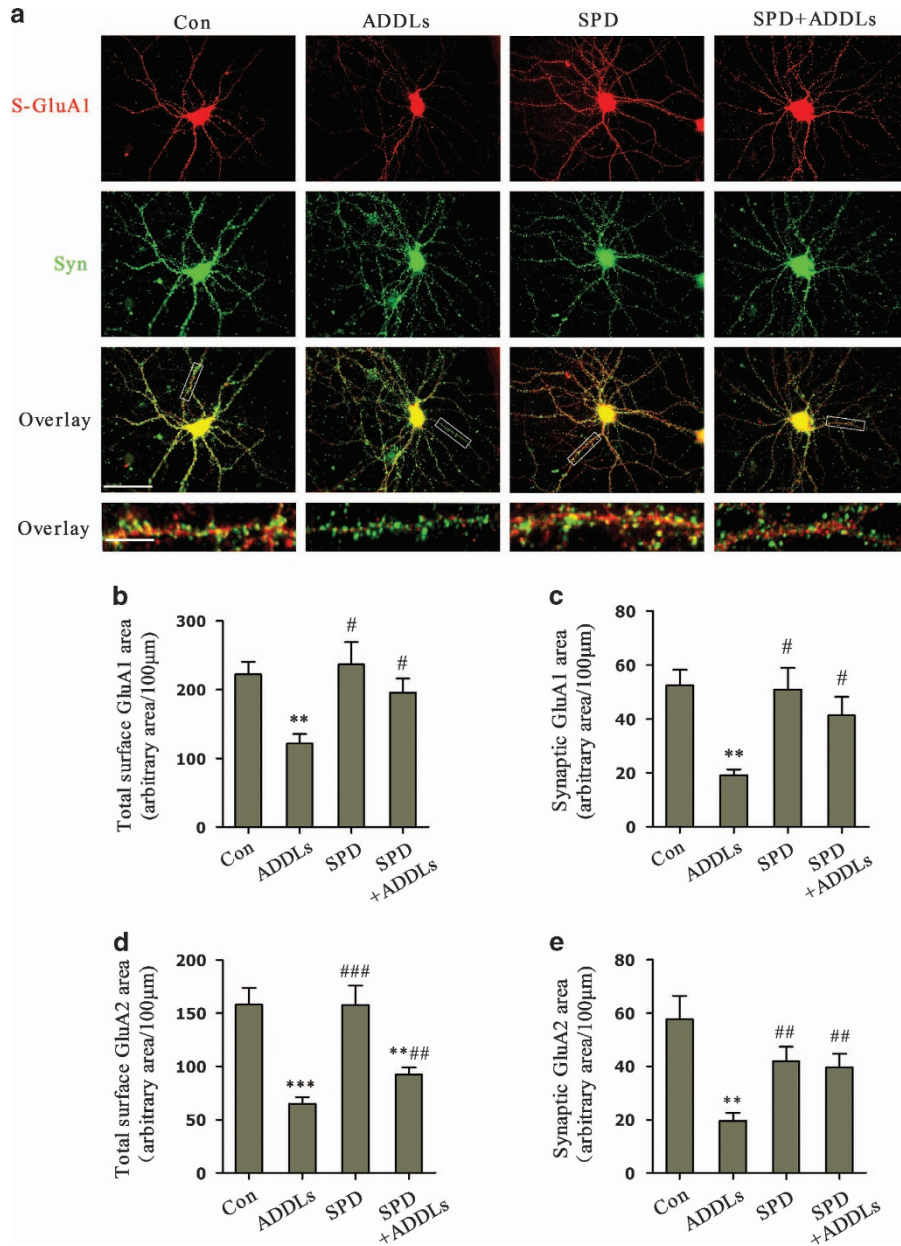 a
Con
ADDLs
SPD
SPD+ADDLs
S-GluA1
Syn
Overlay
Overlay
b
Total surface GluA1 area
(arbitrary area/100μm)
300
200
100
0
#
#
**
Con
ADDLs
SPD
SPD
+ADDLs
c
Synaptic GluA1 area
(arbitrary area/100μm)
80
60
40
20
0
#
#
**
Con
ADDLs
SPD
SPD
+ADDLs
d
Total surface GluA2 area
(arbitrary area/100μm)
200
150
100
50
0
###
***
**##
Con
ADDLs
SPD
SPD
+ADDLs
e
Synaptic GluA2 area
(arbitrary area/100μm)
80
60
40
20
0
##
##
**
Con
ADDLs
SPD
SPD
+ADDLs